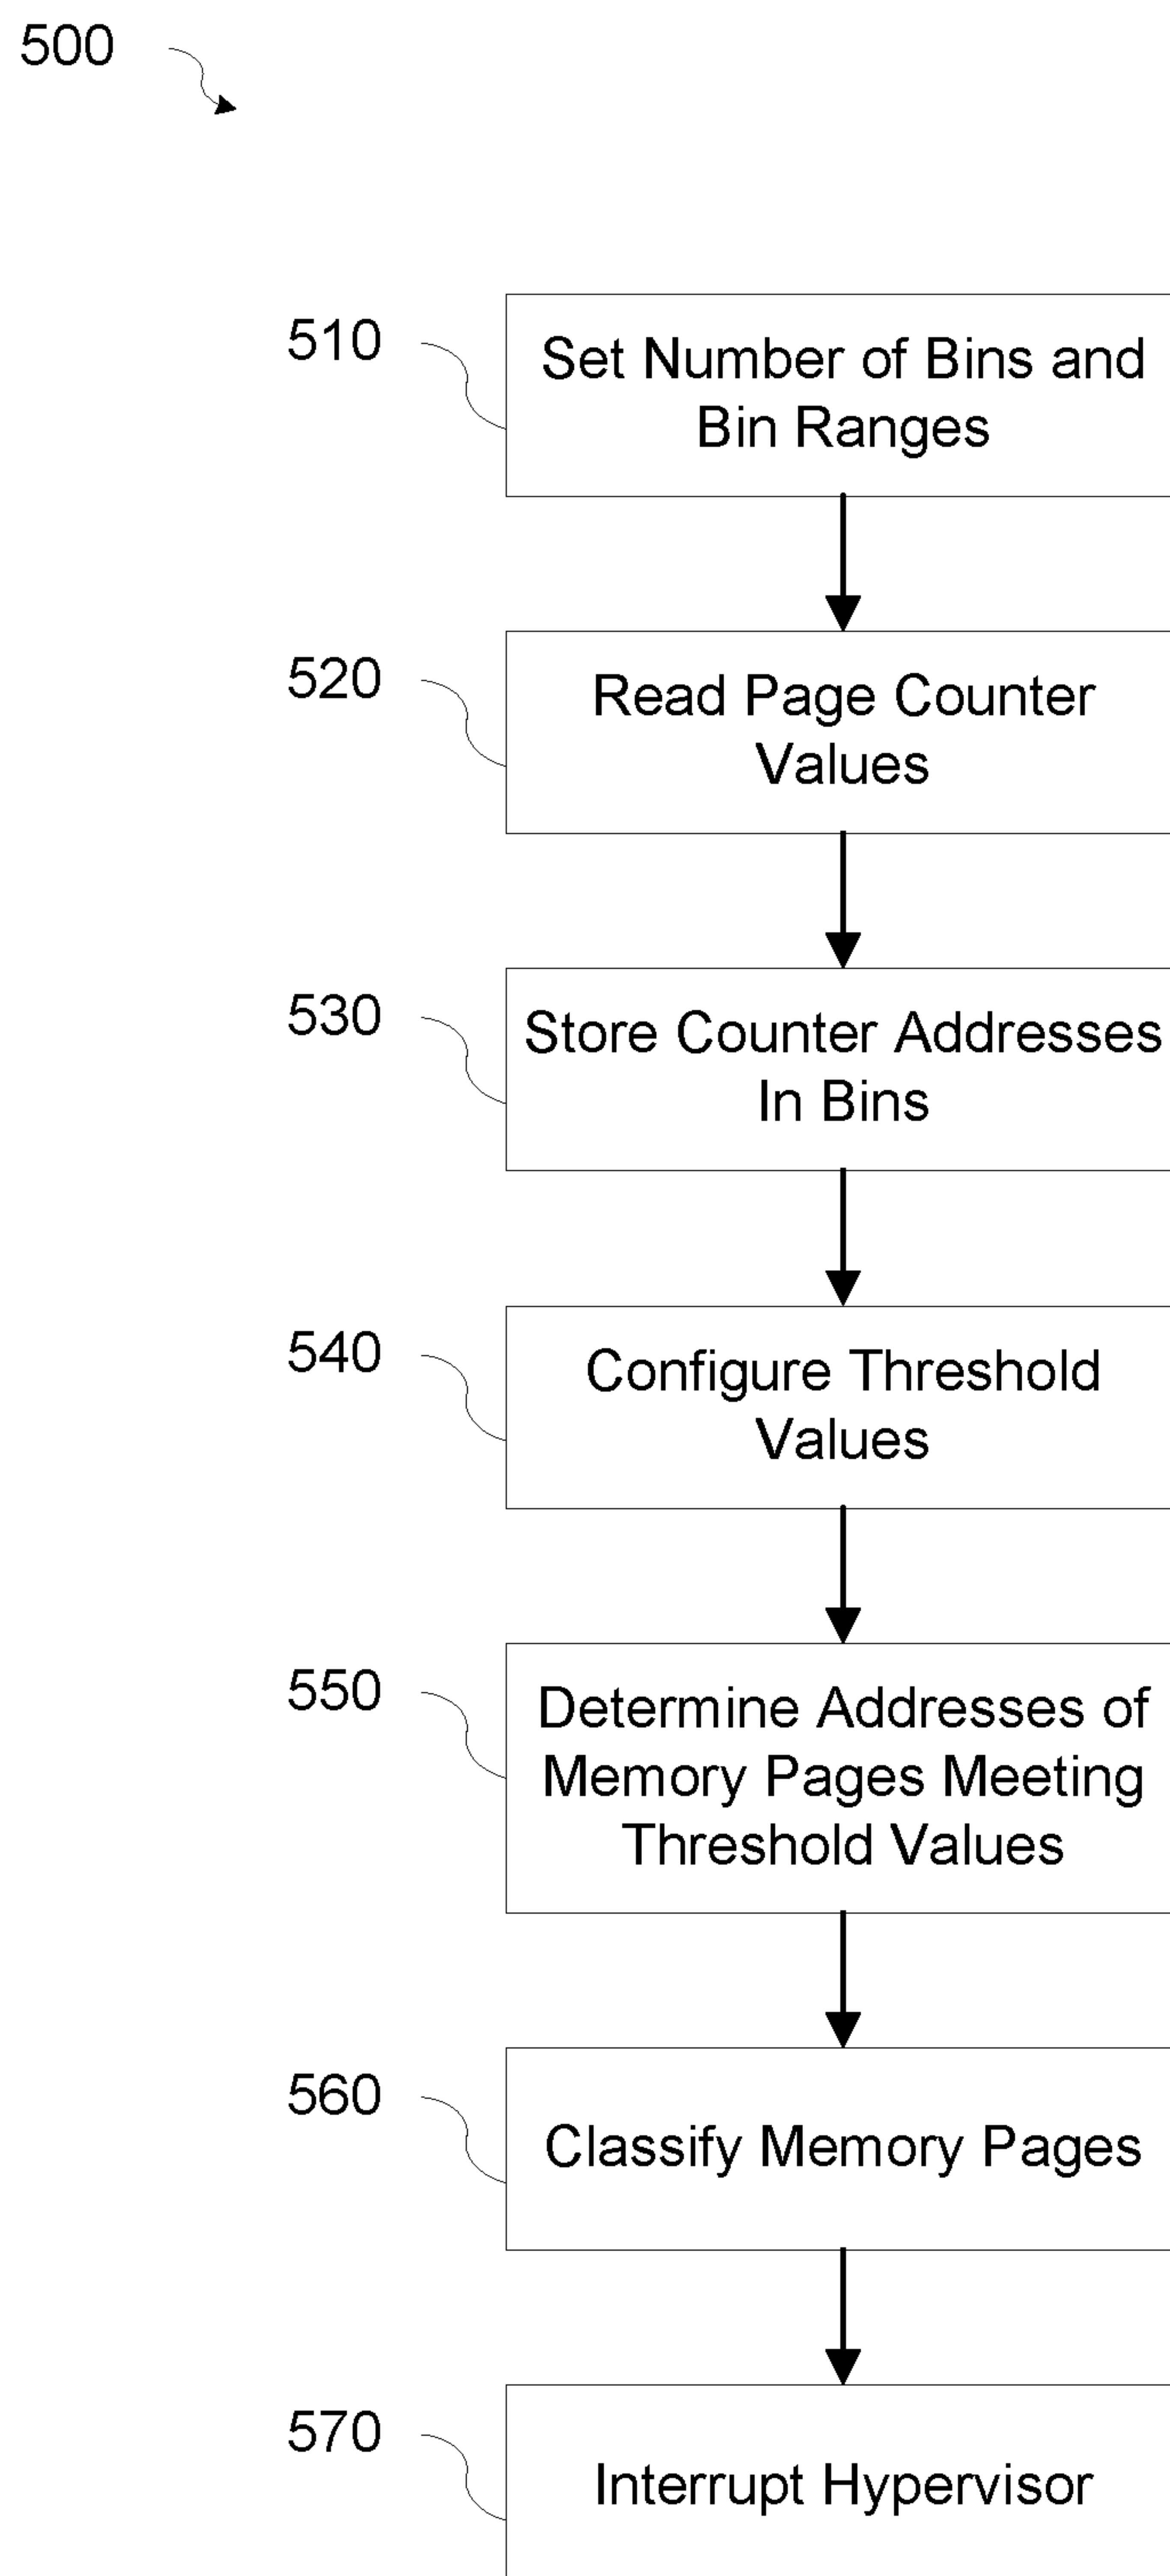 500
510
Set Number of Bins and
Bin Ranges
520
Read Page Counter
Values
530
Store Counter Addresses
In Bins
540
Configure Threshold
Values
550
Determine Addresses of
Memory Pages Meeting
Threshold Values
560
Classify Memory Pages
570
Interrupt Hypervisor